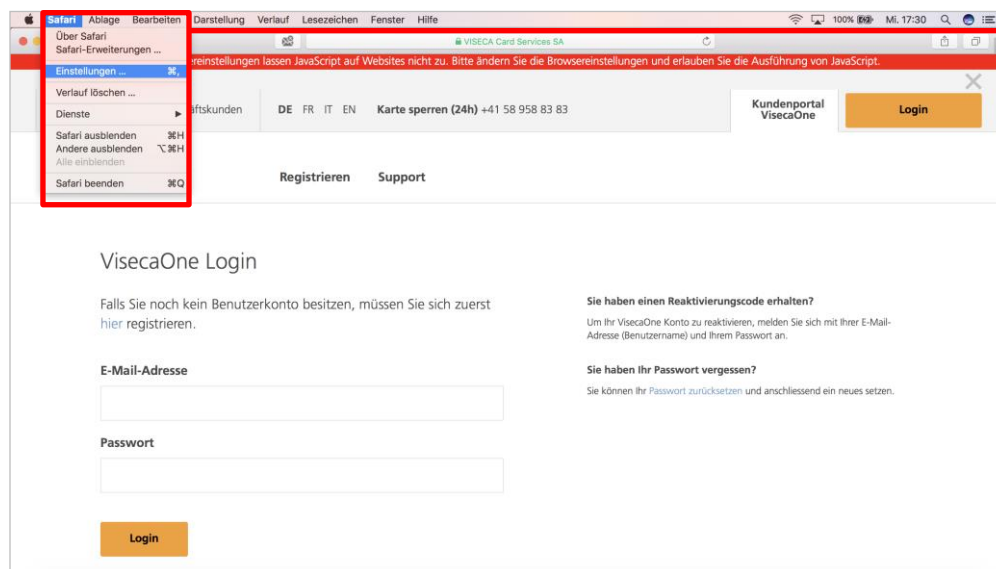 Safari Ablage Bearbeiten Darstellung Verlauf Lesezeichen Fenster Hilfe 100% Mi. 17:30
Über Safari
Safari-Erweiterungen ...
Einstellungen ... ⌘,
Verlauf löschen ...
Dienste
Safari ausblenden ⌘H
Andere ausblenden ⌥⌘H
Alle einblenden
Safari beenden ⌘Q
VISECA Card Services SA
ereinstellungen lassen JavaScript auf Websites nicht zu. Bitte ändern Sie die Browsereinstellungen und erlauben Sie die Ausführung von JavaScript.
äftskunden DE FR IT EN Karte sperren (24h) +41 58 958 83 83
Kundenportal
VisecaOne
Login
Registrieren Support
VisecaOne Login
Falls Sie noch kein Benutzerkonto besitzen, müssen Sie sich zuerst
hier registrieren.
E-Mail-Adresse
Passwort
Login
Sie haben einen Reaktivierungscode erhalten?
Um Ihr VisecaOne Konto zu reaktivieren, melden Sie sich mit Ihrer E-Mail-
Adresse (Benutzername) und Ihrem Passwort an.
Sie haben Ihr Passwort vergessen?
Sie können Ihr Passwort zurücksetzen und anschliessend ein neues setzen.